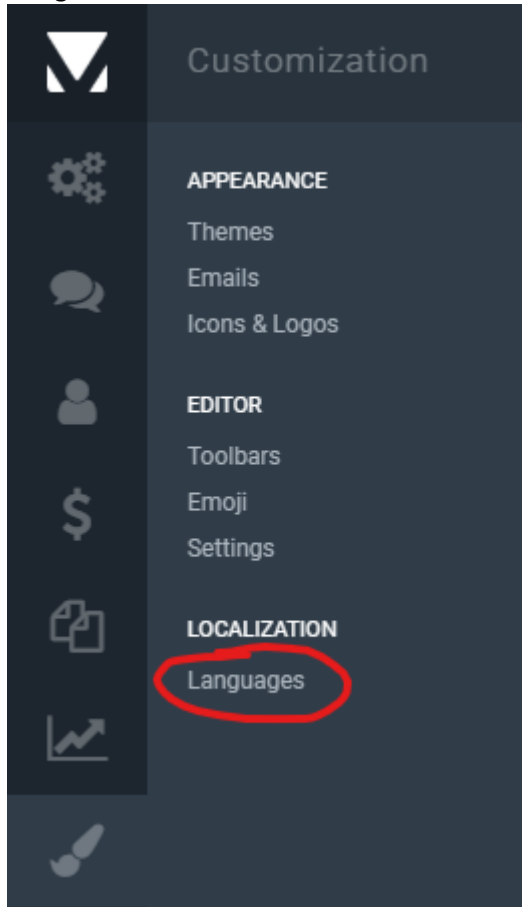 Customization
APPEARANCE
Themes
Emails
Icons & Logos
EDITOR
Toolbars
Emoji
Settings
LOCALIZATION
Languages